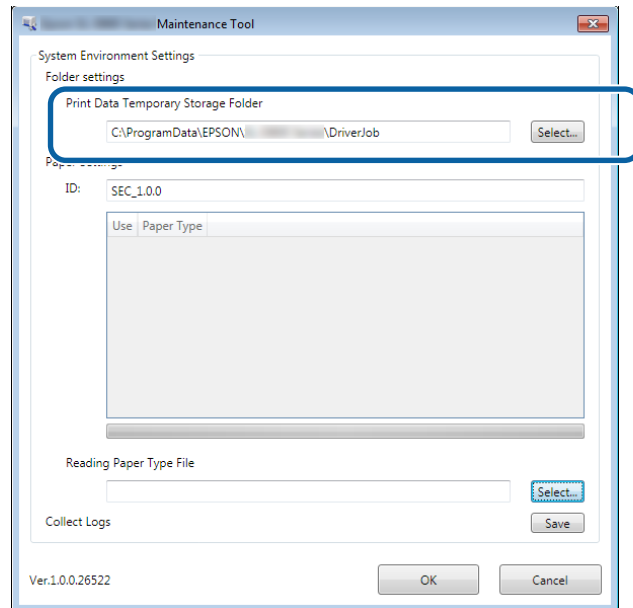 Maintenance Tool
System Environment Settings
Folder settings
Print Data Temporary Storage Folder
C:\ProgramData\EPSON\ \DriverJob
Select...
ID:
SEC_1.0.0
Use Paper Type
Reading Paper Type File
Select...
Collect Logs
Save
Ver.1.0.0.26522
OK
Cancel